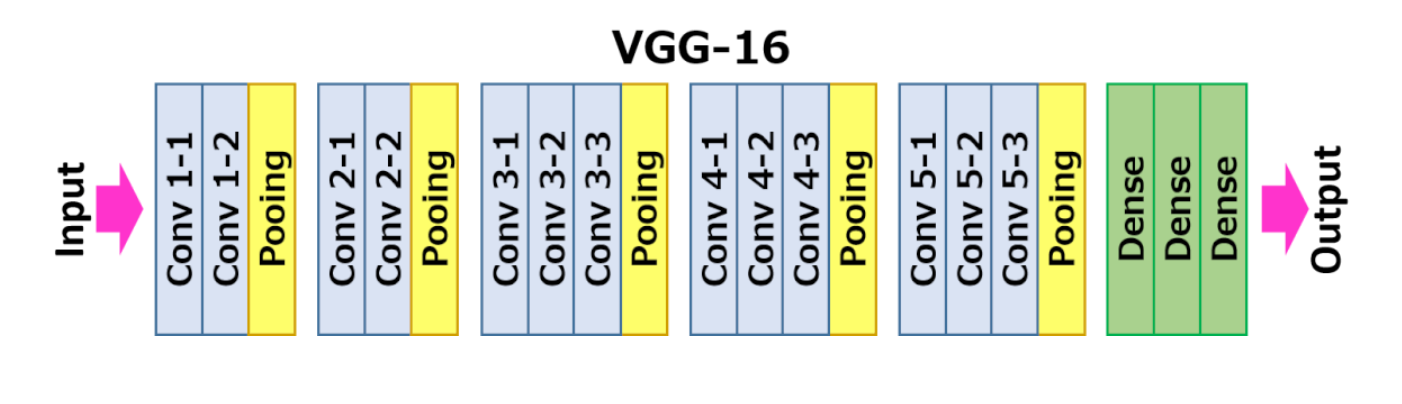 VGG-16
Input
Conv 1-1
Conv 1-2
Pooing
Conv 2-1
Conv 2-2
Pooing
Conv 3-1
Conv 3-2
Conv 3-3
Pooing
Conv 4-1
Conv 4-2
Conv 4-3
Pooing
Conv 5-1
Conv 5-2
Conv 5-3
Pooing
Dense
Dense
Dense
Output